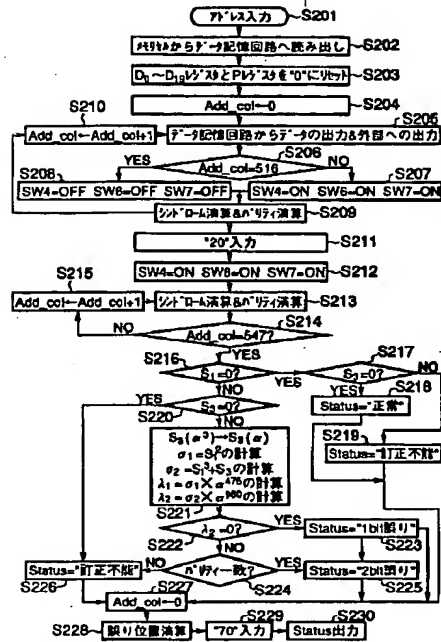 アドレス入力 S201
メモリセルからデータ記憶回路へ読み出し S202
D₀〜D₁₉レジスタとPレジスタを"0"にリセット S203
Add_col←0 S204
S210 S205
Add_col←Add_col+1 データ記憶回路からデータの出力&外部への出力
S206
S208 YES Add_col=516 NO S207
SW4=OFF SW6=OFF SW7=OFF SW4=ON SW6=ON SW7=ON
シンドローム演算&パリティ演算 S209
"20"入力 S211
SW4=ON SW6=ON SW7=ON S212
S215
Add_col←Add_col+1 シンドローム演算&パリティ演算 S213
NO Add_col=547? S214
YES
S216 S₁=0? YES S217 S₃=0? NO
YES S218
NO
S220 YES S₃=0? Status="正常"
NO
S219 Status="訂正不能"
S₃(α³)→S₃(α)
σ₁=S₁²の計算
σ₂=S₁³+S₃の計算
λ₁=σ₁×α⁴⁷⁵の計算
の計算
S221
S222 λ₂=0? YES Status="1bit誤り" S223
NO
Status="訂正不能" NO パリティ一致? YES Status="2bit誤り"
S226 S224 S225
S227
Add_col←0
S228 誤り位置演算 S229 "70"入力 S230 Status出力